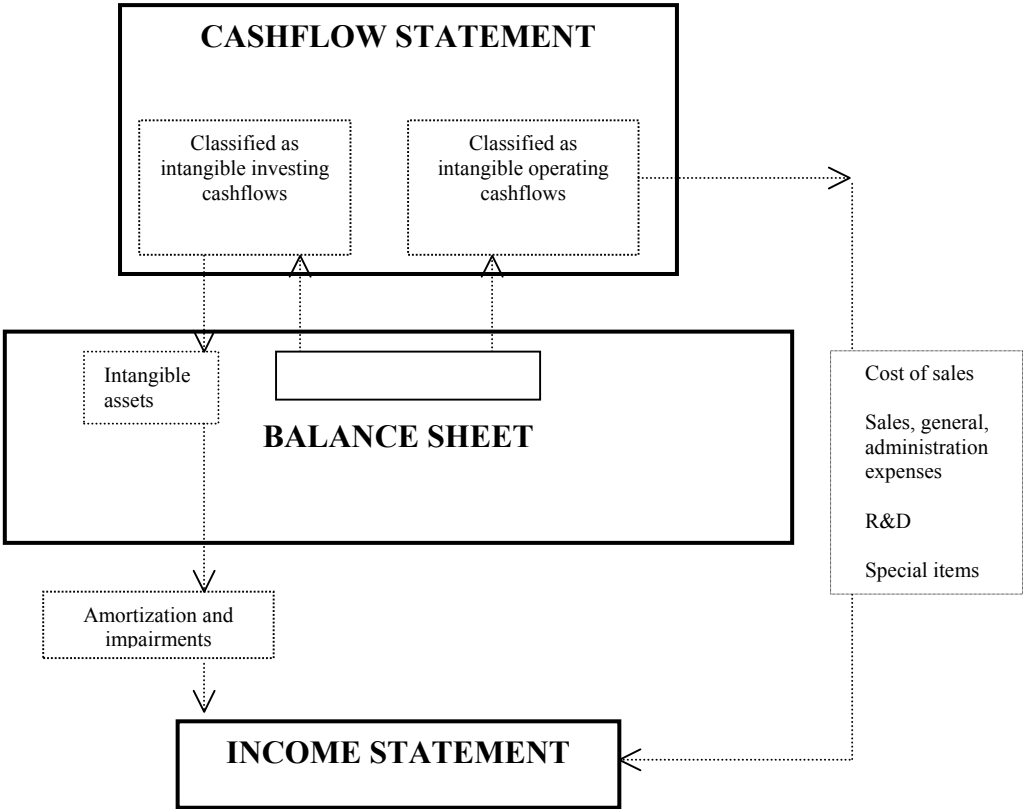 CASHFLOW STATEMENT
Classified as
intangible investing
cashflows
Classified as
intangible operating
cashflows
Intangible
assets
BALANCE SHEET
Cost of sales
Sales, general,
administration
expenses
R&D
Special items
Amortization and
impairments
INCOME STATEMENT